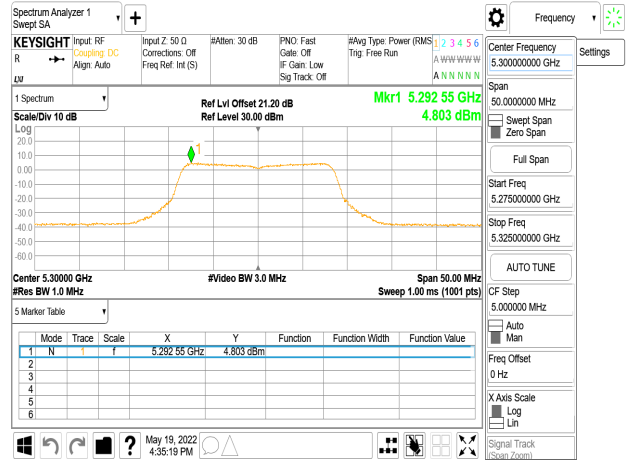 Spectrum Analyzer 1
Swept SA
Frequency
Settings
KEYSIGHT
R
Input: RF
Coupling: DC
Align: Auto
Input Z: 50 Ω
Corrections: Off
Freq Ref: Int (S)
#Atten: 30 dB
PNO: Fast
Gate: Off
IF Gain: Low
Sig Track: Off
#Avg Type: Power (RMS
Trig: Free Run
1 2 3 4 5 6
A W W W W W
A N N N N N
1 Spectrum
Scale/Div 10 dB
Ref Lvl Offset 21.20 dB
Ref Level 30.00 dBm
Mkr1 5.292 55 GHz
4.803 dBm
Log
20.0
10.0
0.00
-10.0
-20.0
-30.0
-40.0
-50.0
-60.0
1
Center 5.30000 GHz
#Res BW 1.0 MHz
#Video BW 3.0 MHz
Span 50.00 MHz
Sweep 1.00 ms (1001 pts)
5 Marker Table
Mode Trace Scale X Y Function Function Width Function Value
1 N 1 f 5.292 55 GHz 4.803 dBm
2
3
4
5
6
May 19, 2022
4:35:19 PM
?
Center Frequency
5.300000000 GHz
Span
50.0000000 MHz
Swept Span
Zero Span
Full Span
Start Freq
5.275000000 GHz
Stop Freq
5.325000000 GHz
AUTO TUNE
CF Step
5.000000 MHz
Auto
Man
Freq Offset
0 Hz
X Axis Scale
Log
Lin
Signal Track
(Span Zoom)